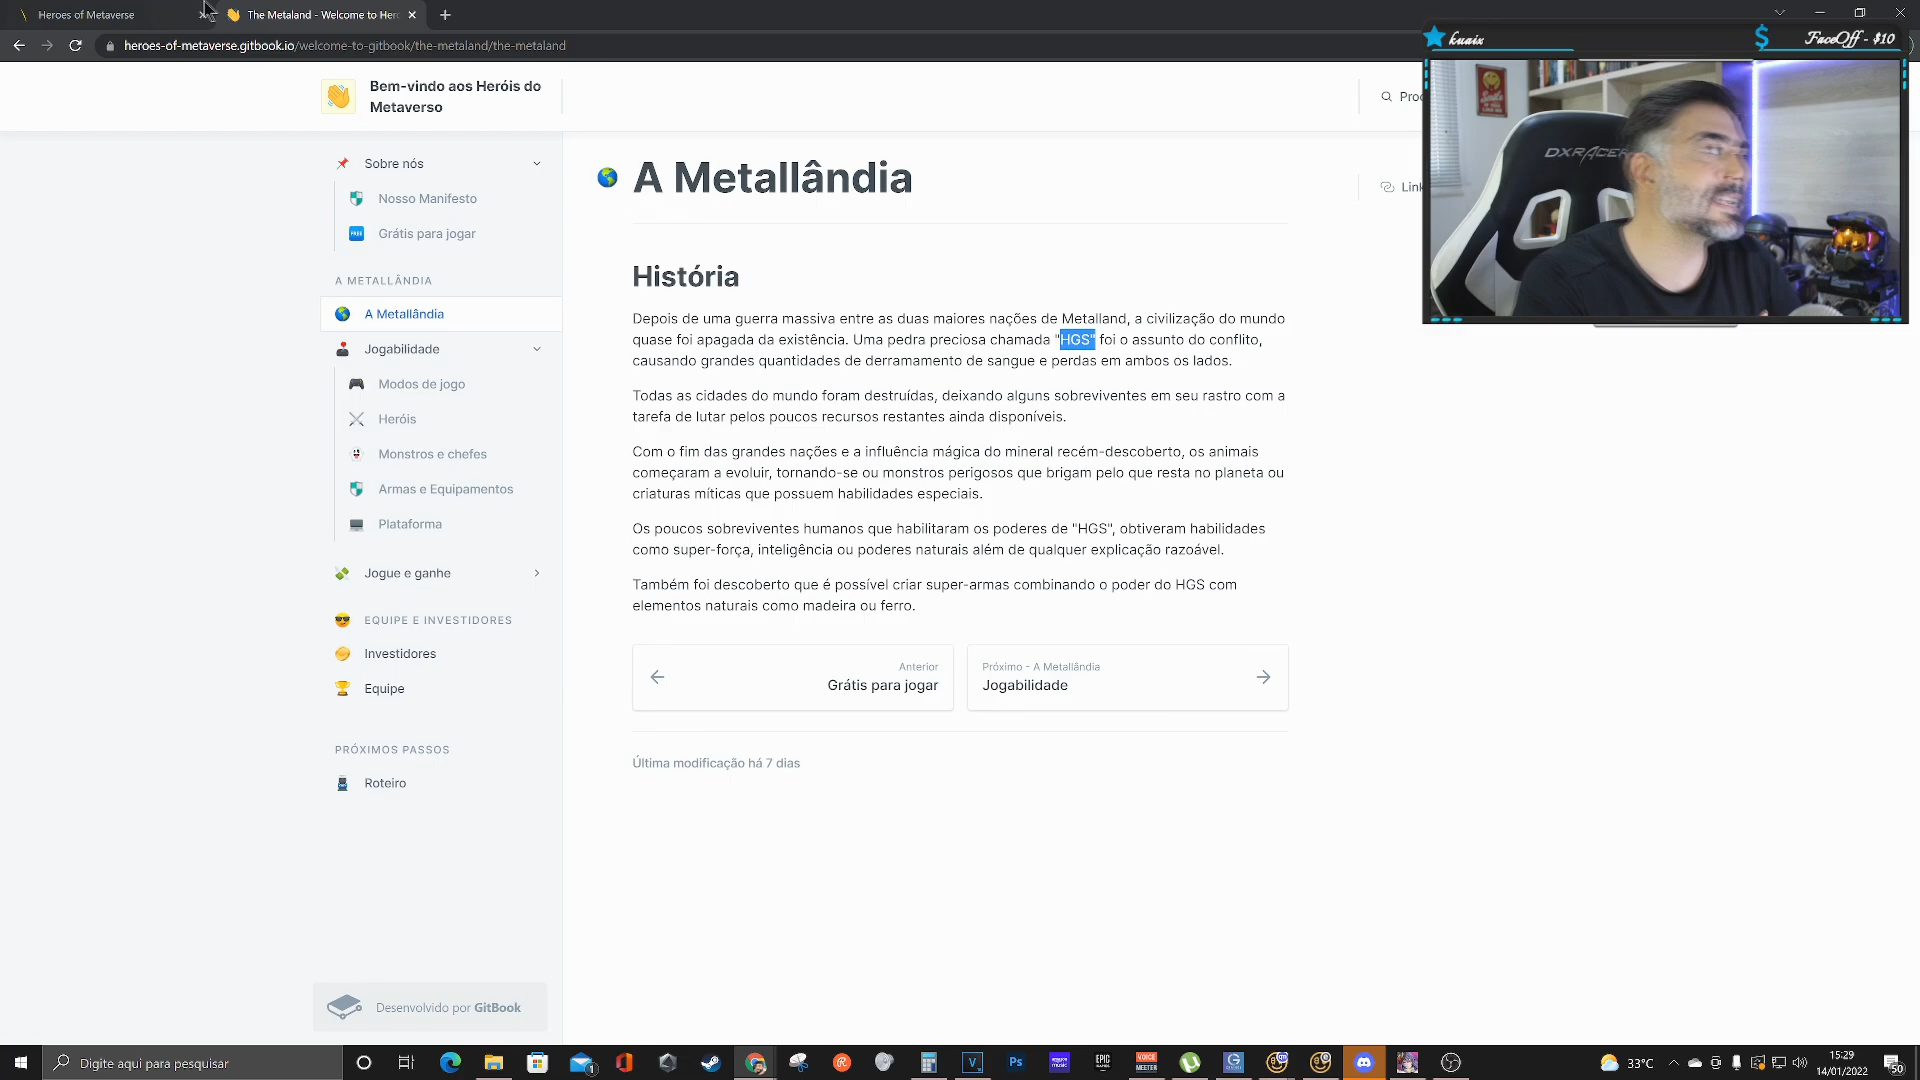 Heroes of Metaverse
The Metaland - Welcome to Her
heroes-of-metaverse.gitbook.io/welcome-to-gitbook/the-metaland/the-metaland
kuaix
$ FaceOff - $10
Bem-vindo aos Heróis do
Metaverso
Proc
Sobre nós
Nosso Manifesto
FREE Grátis para jogar
A METALLÂNDIA
A Metallândia
Jogabilidade
Modos de jogo
Heróis
Monstros e chefes
Armas e Equipamentos
Plataforma
Jogue e ganhe
EQUIPE E INVESTIDORES
Investidores
Equipe
PRÓXIMOS PASSOS
Roteiro
Desenvolvido por GitBook
A Metallândia
Link
DXRACER
História
Depois de uma guerra massiva entre as duas maiores nações de Metalland, a civilização do mundo
quase foi apagada da existência. Uma pedra preciosa chamada "HGS" foi o assunto do conflito,
causando grandes quantidades de derramamento de sangue e perdas em ambos os lados.
Todas as cidades do mundo foram destruídas, deixando alguns sobreviventes em seu rastro com a
tarefa de lutar pelos poucos recursos restantes ainda disponíveis.
Com o fim das grandes nações e a influência mágica do mineral recém-descoberto, os animais
começaram a evoluir, tornando-se ou monstros perigosos que brigam pelo que resta no planeta ou
criaturas míticas que possuem habilidades especiais.
Os poucos sobreviventes humanos que habilitaram os poderes de "HGS", obtiveram habilidades
como super-força, inteligência ou poderes naturais além de qualquer explicação razoável.
Também foi descoberto que é possível criar super-armas combinando o poder do HGS com
elementos naturais como madeira ou ferro.
Anterior
Grátis para jogar
Próximo - A Metallândia
Jogabilidade
Última modificação há 7 dias
Digite aqui para pesquisar
Ps
EPIC GAMES
VOICE MEETER
33°C
15:29
14/01/2022
50